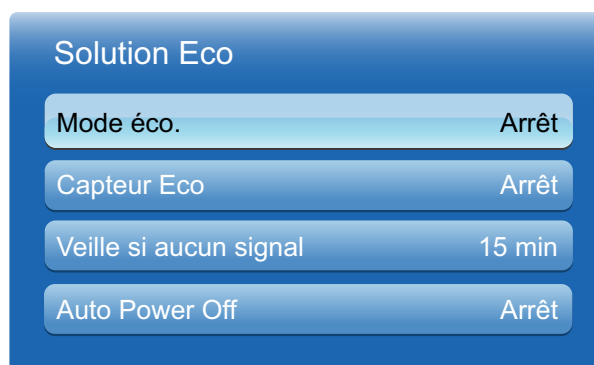 Solution Eco
Mode éco. Arrêt
Capteur Eco Arrêt
Veille si aucun signal 15 min
Auto Power Off Arrêt